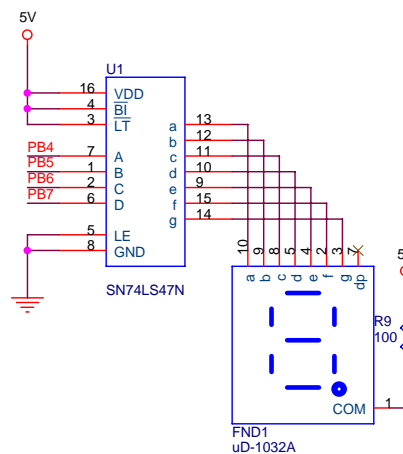 5V
U1
16 VDD
4 BI
3 LT
PB4 7 A
PB5 1 B
PB6 2 C
PB7 6 D
5 LE
8 GND
a 13
b 12
c 11
d 10
e 9
f 15
g 14
SN74LS47N
10 9 8 5 4 2 3 7
a b c d e f g dp
5
R9
100
COM 1
FND1
uD-1032A